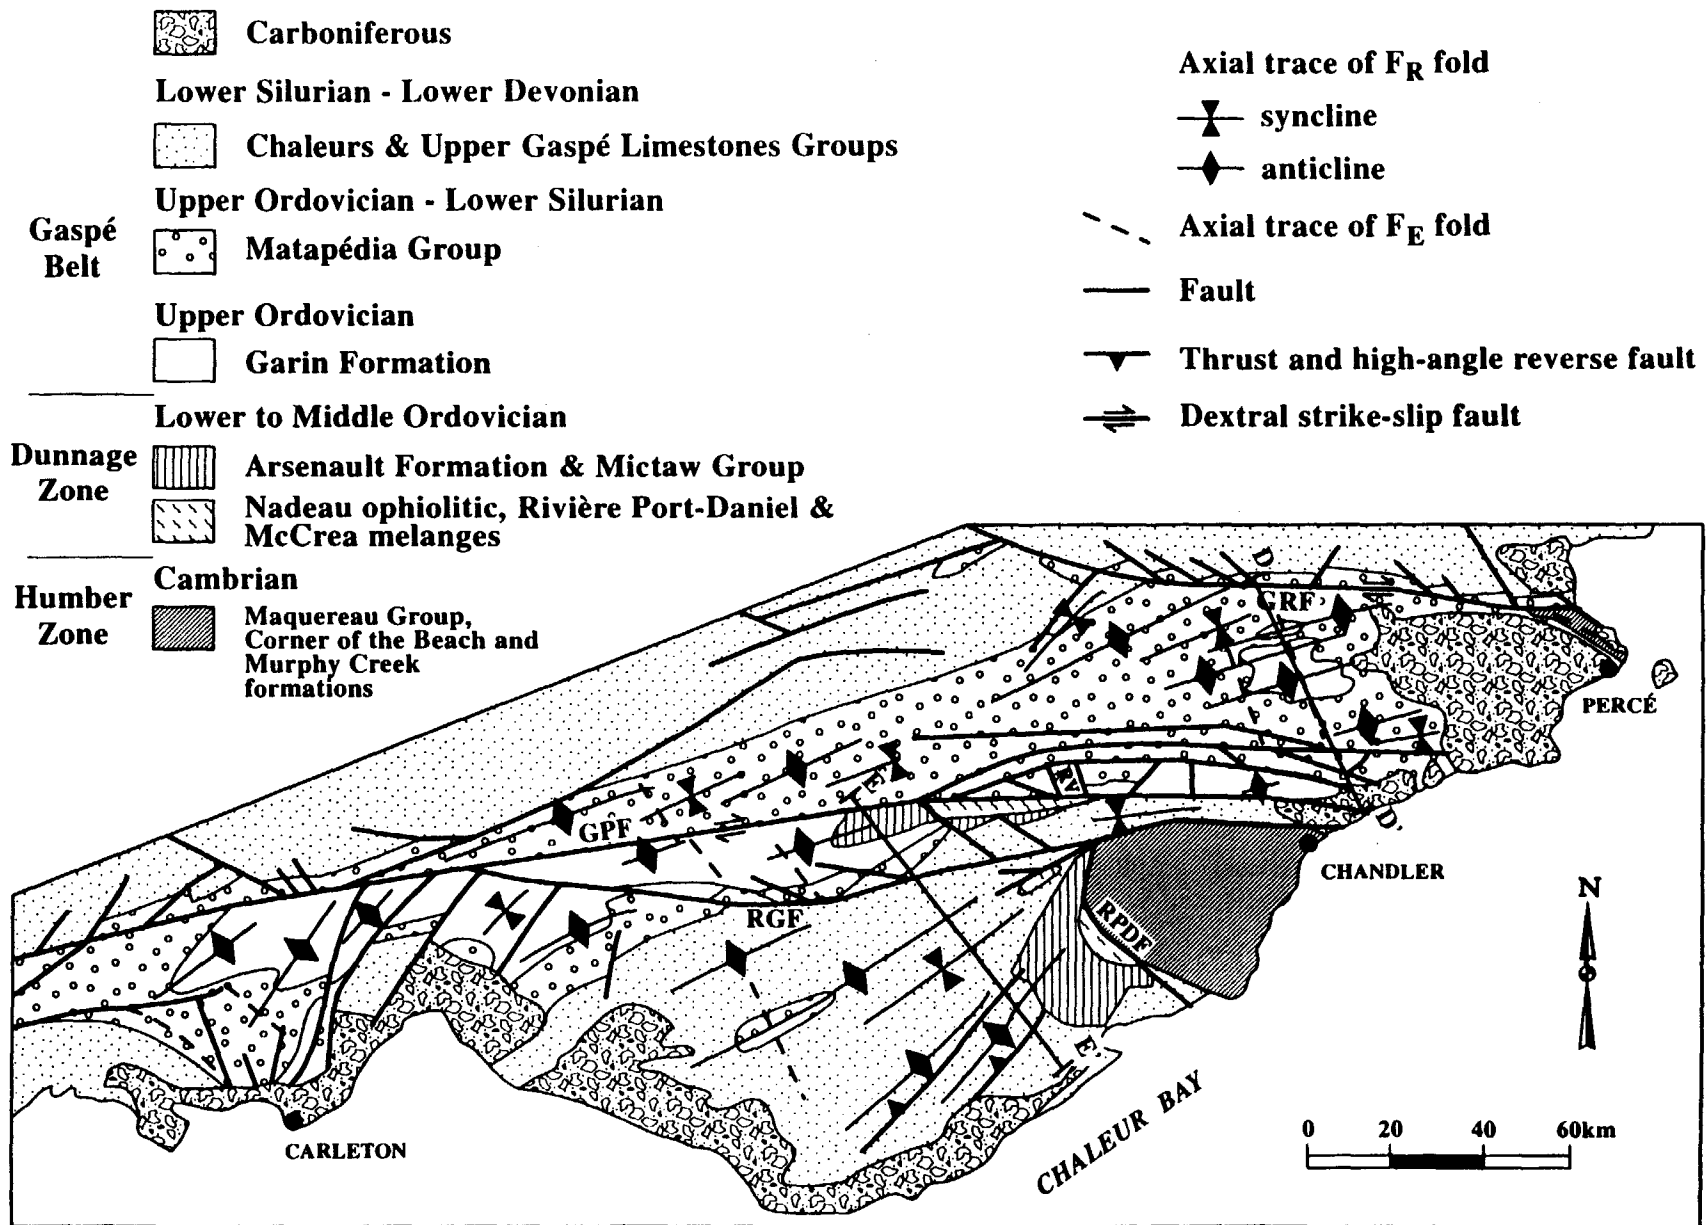 Carboniferous
Lower Silurian - Lower Devonian
Chaleurs & Upper Gaspé Limestones Groups
Upper Ordovician - Lower Silurian
Gaspé
Belt
Matapédia Group
Upper Ordovician
Garin Formation
Lower to Middle Ordovician
Dunnage
Zone
Arsenault Formation & Mictaw Group
Nadeau ophiolitic, Rivière Port-Daniel &
McCrea melanges
Humber
Zone
Cambrian
Maquereau Group,
Corner of the Beach and
Murphy Creek
formations
Axial trace of FR fold
syncline
anticline
Axial trace of FE fold
Fault
Thrust and high-angle reverse fault
Dextral strike-slip fault
D
GRF
PERCÉ
E
RV
GPF
D'
CHANDLER
RGF
RPDF
N
E'
CARLETON
CHALEUR BAY
0 20 40 60km